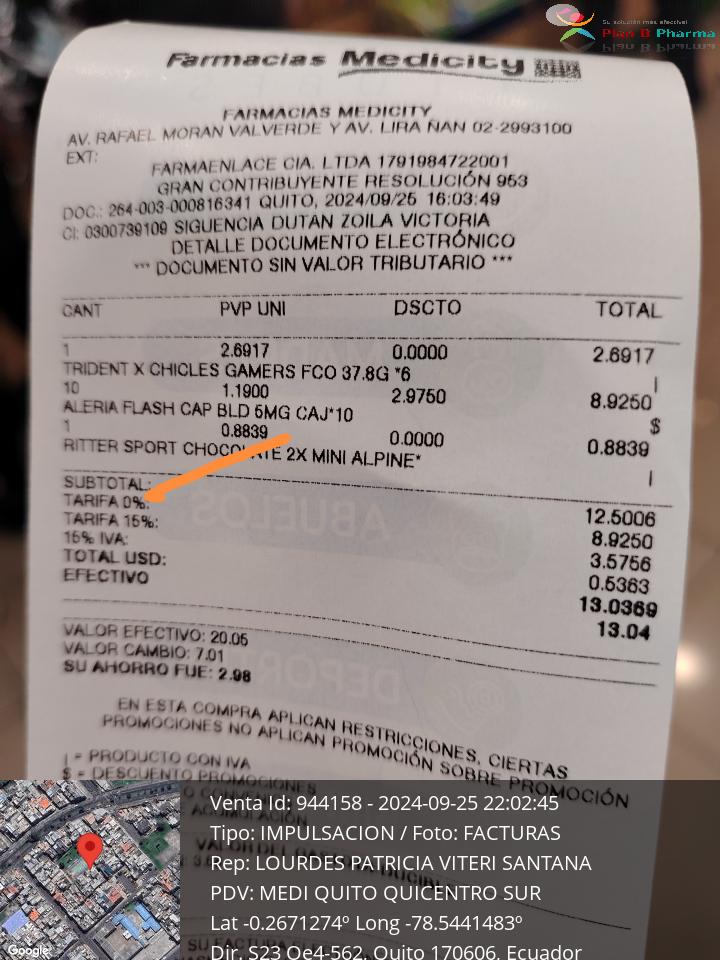 Su solución más efectiva!
Plan B Pharma
Farmacias Medicity
FARMACIAS MEDICITY
AV. RAFAEL MORAN VALVERDE Y AV. LIRA ÑAN 02-2993100
EXT:
FARMAENLACE CIA. LTDA 1791984722001
GRAN CONTRIBUYENTE RESOLUCIÓN 953
DOC.: 264-003-000816341 QUITO, 2024/09/25 16:03:49
CI: 0300739109 SIGUENCIA DUTAN ZOILA VICTORIA
DETALLE DOCUMENTO ELECTRÓNICO
*** DOCUMENTO SIN VALOR TRIBUTARIO ***
CANT PVP UNI DSCTO TOTAL
1 2.6917 0.0000 2.6917
TRIDENT X CHICLES GAMERS FCO 37.8G *6 |
10 1.1900 2.9750 8.9250
ALERIA FLASH CAP BLD 5MG CAJ*10 $
1 0.8839 0.0000 0.8839
RITTER SPORT CHOCOLATE 2X MINI ALPINE* |
SUBTOTAL: 12.5006
TARIFA 0%: 8.9250
TARIFA 15%: 3.5756
15% IVA: 0.5363
TOTAL USD: 13.0369
EFECTIVO 13.04
VALOR EFECTIVO: 20.05
VALOR CAMBIO: 7.01
SU AHORRO FUE: 2.98
EN ESTA COMPRA APLICAN RESTRICCIONES, CIERTAS
PROMOCIONES NO APLICAN PROMOCIÓN SOBRE PROMOCIÓN
| = PRODUCTO CON IVA
$ = DESCUENTO PROMOCIONES
Venta Id: 944158 - 2024-09-25 22:02:45
Tipo: IMPULSACION / Foto: FACTURAS
Rep: LOURDES PATRICIA VITERI SANTANA
PDV: MEDI QUITO QUICENTRO SUR
Lat -0.2671274º Long -78.5441483º
Dir. S23 Oe4-562, Quito 170606, Ecuador
Google